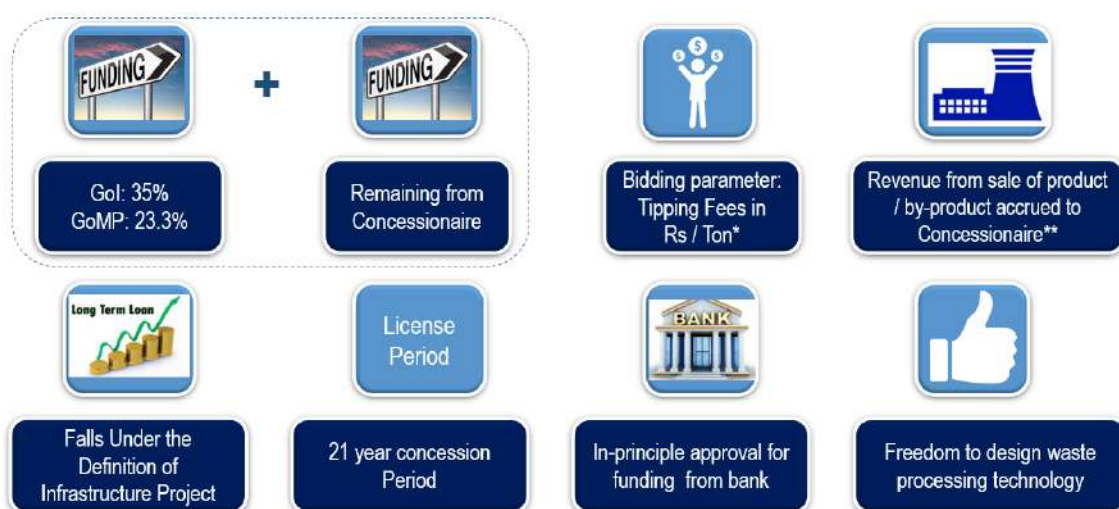 FUNDING
+
FUNDING
GoI: 35%
GoMP: 23.3%
Remaining from
Concessionaire
Bidding parameter:
Tipping Fees in
Rs / Ton*
Revenue from sale of product
/ by-product accrued to
Concessionaire**
Long Term Loan
License
Period
BANK
Falls Under the
Definition of
Infrastructure Project
21 year concession
Period
In-principle approval for
funding from bank
Freedom to design waste
processing technology